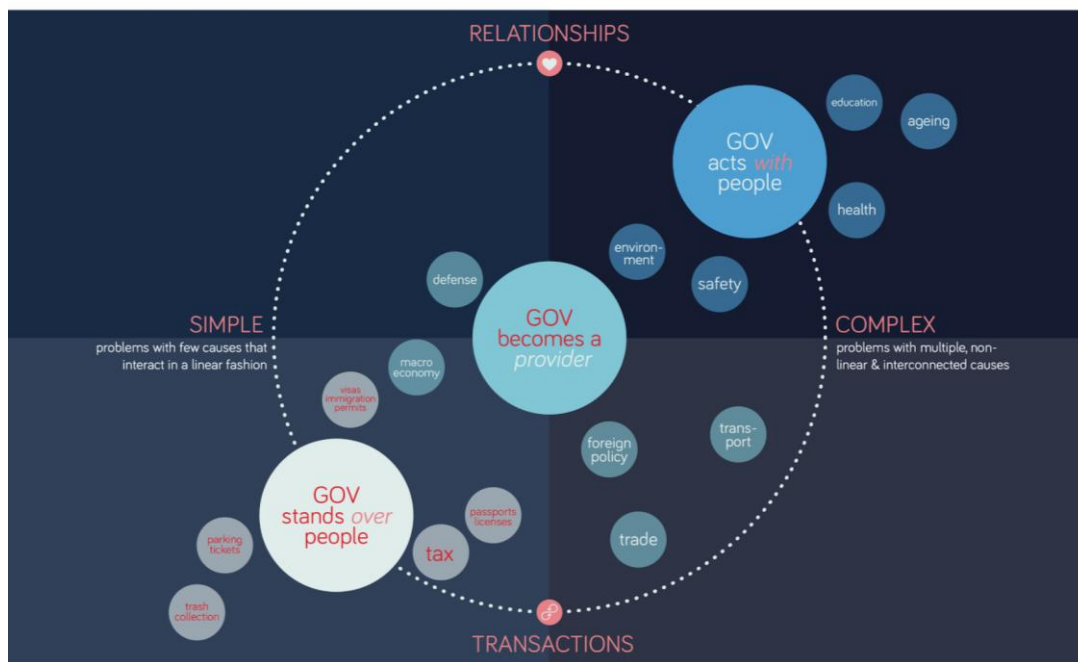 RELATIONSHIPS
education
ageing
GOV
acts with
people
health
environ-
ment
safety
defense
GOV
becomes a
provider
SIMPLE
problems with few causes that
interact in a linear fashion
COMPLEX
problems with multiple, non-
linear & interconnected causes
macro
economy
visas
immigration
permits
foreign
policy
trans-
port
GOV
stands over
people
passports
licenses
parking
tickets
tax
trade
trash
collection
TRANSACTIONS